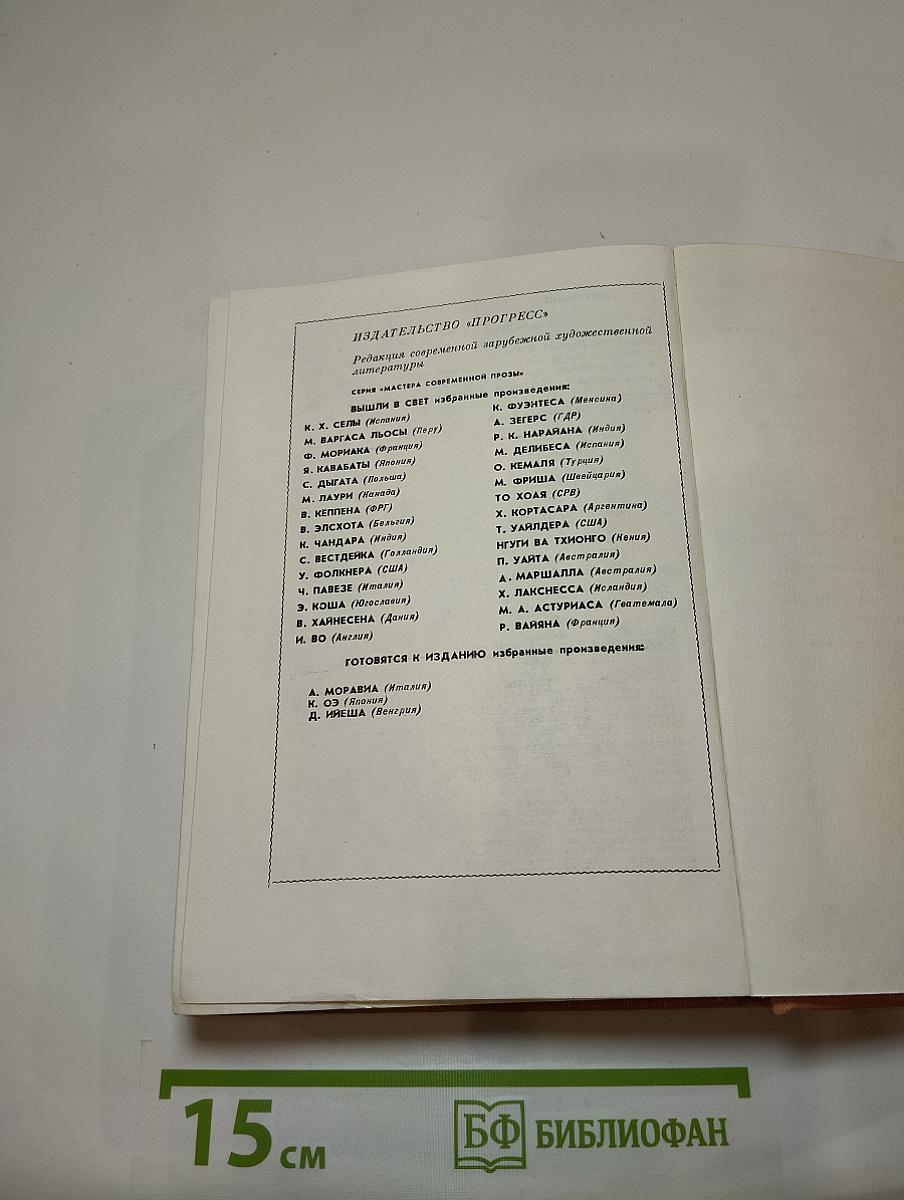 ИЗДАТЕЛЬСТВО «ПРОГРЕСС»
Редакция современной зарубежной художественной
литературы
СЕРИЯ «МАСТЕРА СОВРЕМЕННОЙ ПРОЗЫ»
ВЫШЛИ В СВЕТ избранные произведения:
К. Х. СЕЛЫ (Испания)
М. ВАРГАСА ЛЬОСЫ (Перу)
Ф. МОРИАКА (Франция)
Я. КАВАБАТЫ (Япония)
С. ДЫГАТА (Польша)
М. ЛАУРИ (Канада)
В. КЕППЕНА (ФРГ)
В. ЭЛСХОТА (Бельгия)
К. ЧАНДАРА (Индия)
С. ВЕСТДЕЙКА (Голландия)
У. ФОЛКНЕРА (США)
Ч. ПАВЕЗЕ (Италия)
Э. КОША (Югославия)
В. ХАЙНЕСЕНА (Дания)
И. ВО (Англия)
К. ФУЭНТЕСА (Мексика)
А. ЗЕГЕРС (ГДР)
Р. К. НАРАЙАНА (Индия)
М. ДЕЛИБЕСА (Испания)
О. КЕМАЛЯ (Турция)
М. ФРИША (Швейцария)
ТО ХОАЯ (СРВ)
Х. КОРТАСАРА (Аргентина)
Т. УАЙЛДЕРА (США)
НГУГИ ВА ТХИОНГО (Кения)
П. УАЙТА (Австралия)
А. МАРШАЛЛА (Австралия)
Х. ЛАКСНЕССА (Исландия)
М. А. АСТУРИАСА (Гватемала)
Р. ВАЙЯНА (Франция)
ГОТОВЯТСЯ К ИЗДАНИЮ избранные произведения:
А. МОРАВИА (Италия)
К. ОЭ (Япония)
Д. ИЙЕША (Венгрия)
15 см
БФ БИБЛИОФАН